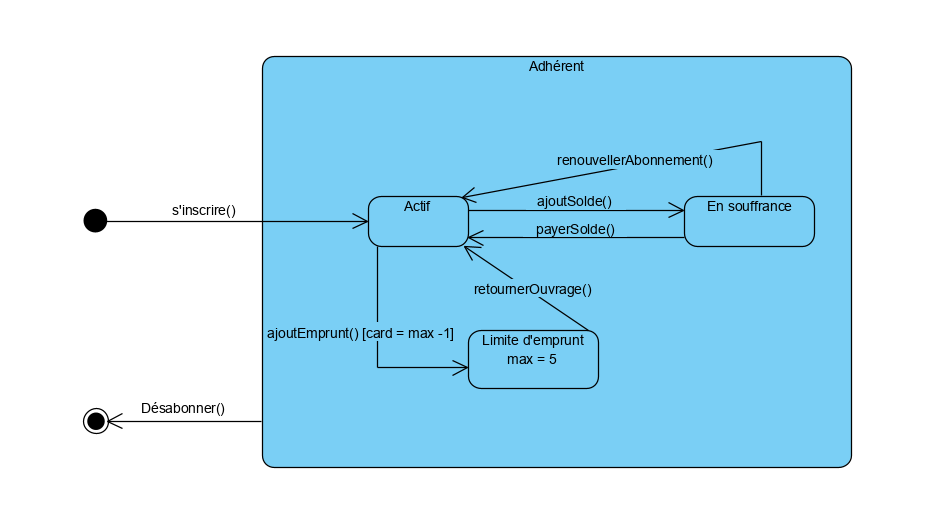 Adhérent
renouvellerAbonnement()
s'inscrire()
Actif
ajoutSolde()
En souffrance
payerSolde()
retournerOuvrage()
ajoutEmprunt() [card = max -1]
Limite d'emprunt
max = 5
Désabonner()